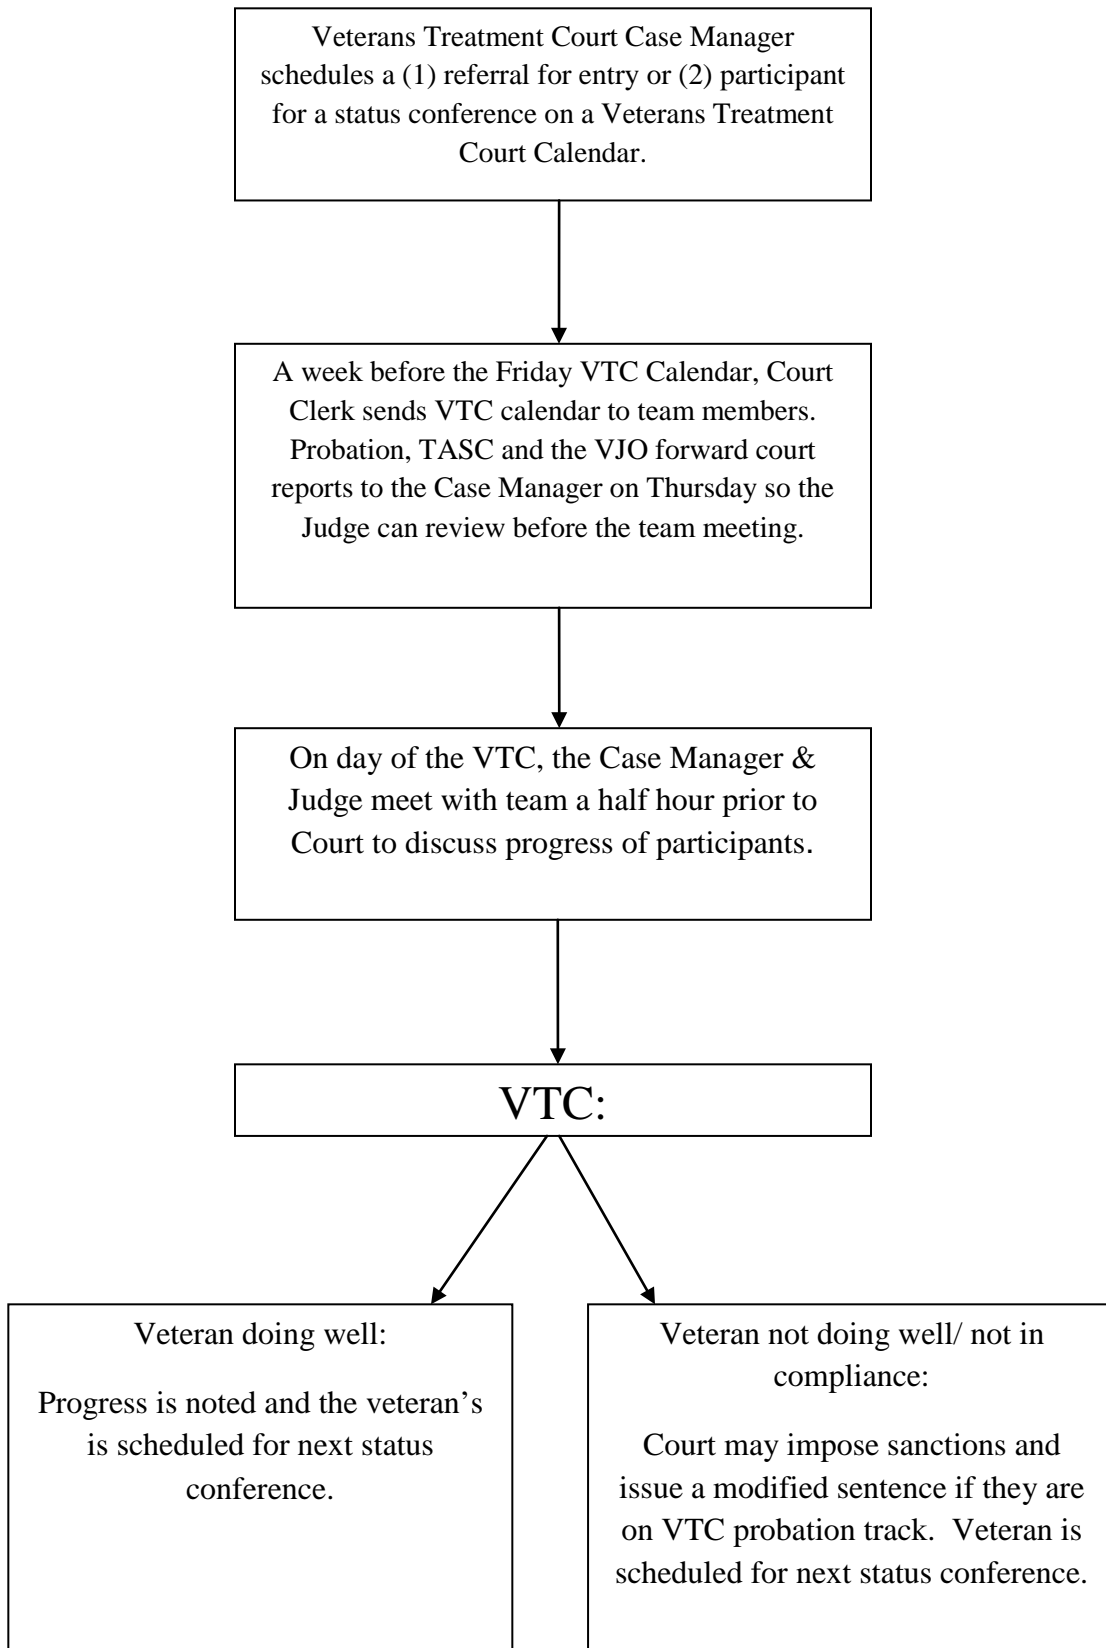 Veterans Treatment Court Case Manager
schedules a (1) referral for entry or (2) participant
for a status conference on a Veterans Treatment
Court Calendar.
A week before the Friday VTC Calendar, Court
Clerk sends VTC calendar to team members.
Probation, TASC and the VJO forward court
reports to the Case Manager on Thursday so the
Judge can review before the team meeting.
On day of the VTC, the Case Manager &
Judge meet with team a half hour prior to
Court to discuss progress of participants.
VTC:
Veteran doing well:
Progress is noted and the veteran’s
is scheduled for next status
conference.
Veteran not doing well/ not in
compliance:
Court may impose sanctions and
issue a modified sentence if they are
on VTC probation track.  Veteran is
scheduled for next status conference.